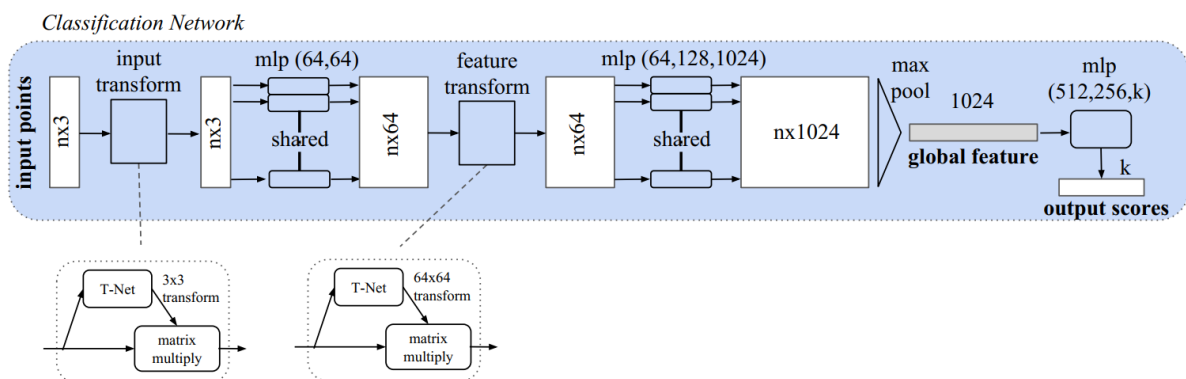 Classification Network
input points
nx3
input
transform
nx3
mlp (64,64)
shared
nx64
feature
transform
nx64
mlp (64,128,1024)
shared
nx1024
max
pool
1024
global feature
mlp
(512,256,k)
k
output scores
T-Net
3x3
transform
matrix
multiply
T-Net
64x64
transform
matrix
multiply